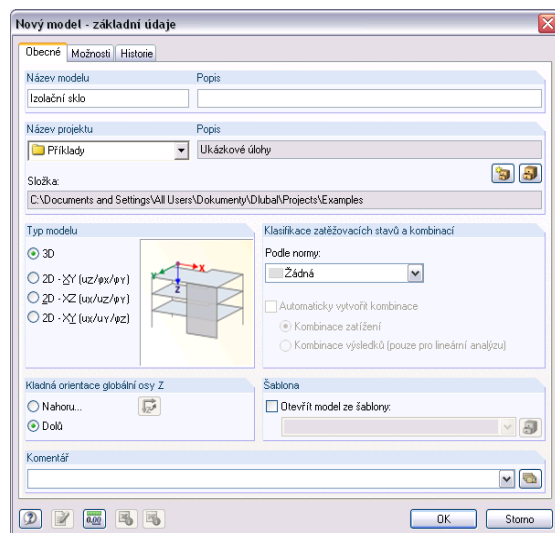 Nový model - základní údaje
Obecné Možnosti Historie
Název modelu Popis
Izolační sklo
Název projektu Popis
Příklady Ukázkové úlohy
Složka:
C:\Documents and Settings\All Users\Dokumenty\Dlubal\Projects\Examples
Typ modelu Klasifikace zatěžovacích stavů a kombinací
3D Podle normy:
Žádná
2D - XY (uz/φx/φy)
2D - XZ (ux/uz/φy)
2D - XY (ux/uy/φz)
X
Y
Z
Automaticky vytvořit kombinace
Kombinace zatížení
Kombinace výsledků (pouze pro lineární analýzu)
Kladná orientace globální osy Z Šablona
Nahoru... Otevřít model ze šablony:
Dolů
Komentář
0,00
OK Storno